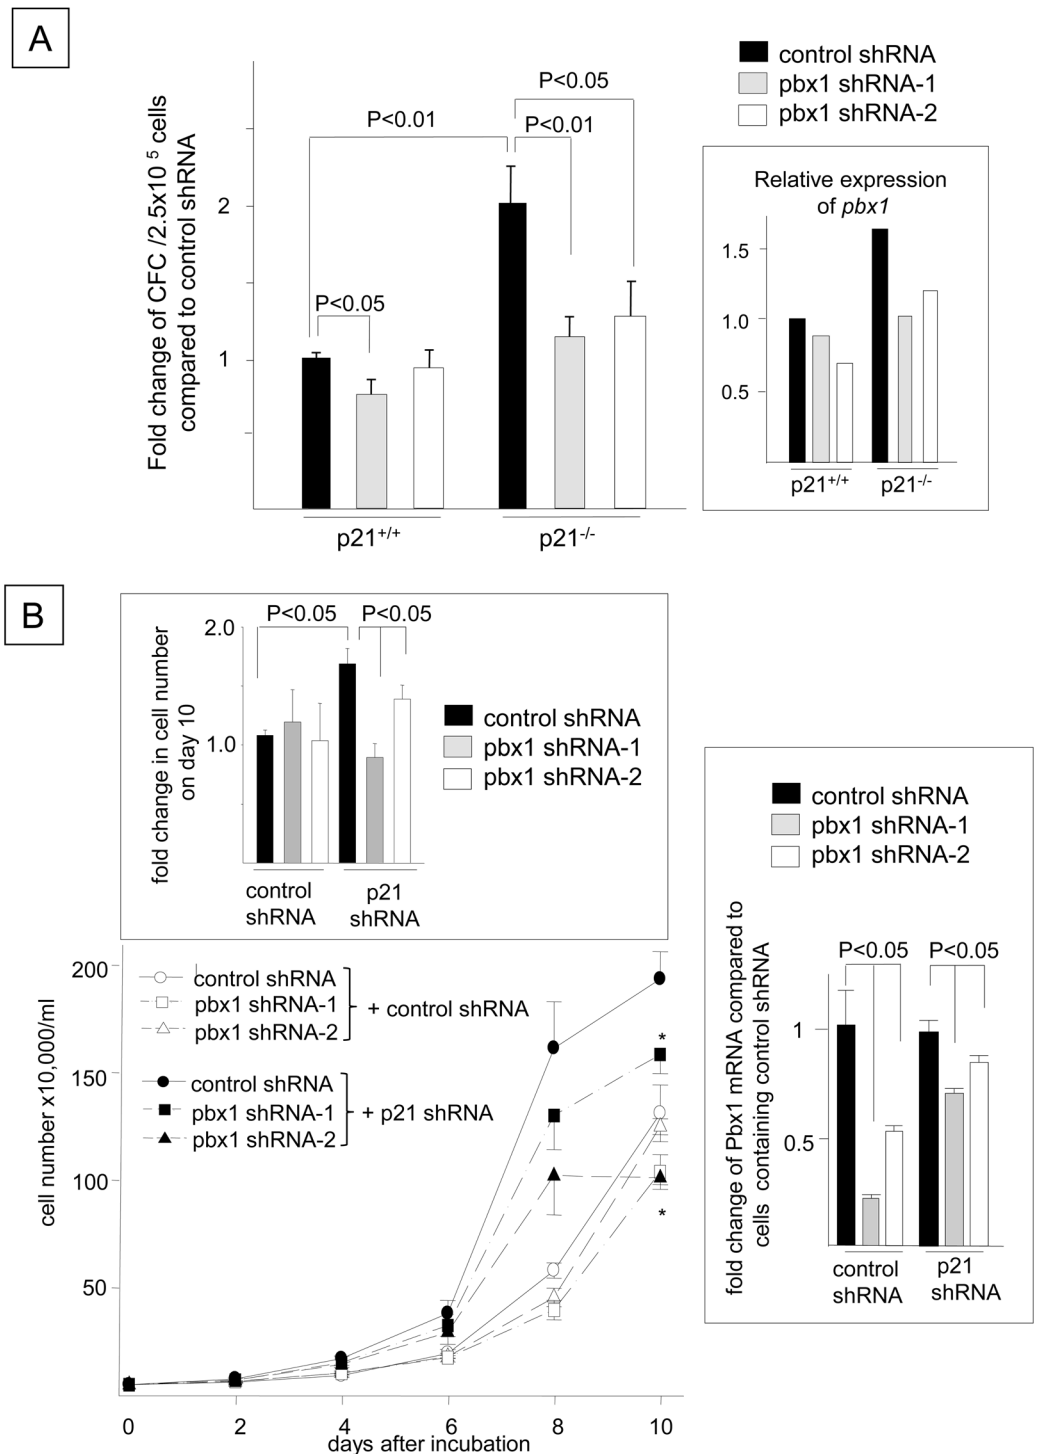 A
control shRNA
pbx1 shRNA-1
pbx1 shRNA-2
Fold change of CFC /2.5x10 5 cells
compared to control shRNA
2
1
P<0.05
P<0.01
P<0.01
P<0.05
p21+/+
p21-/-
Relative expression
of pbx1
1.5
1.0
0.5
p21+/+
p21-/-
B
fold change in cell number
on day 10
2.0
1.0
P<0.05
P<0.05
control
shRNA
p21
shRNA
control shRNA
pbx1 shRNA-1
pbx1 shRNA-2
cell number x10,000/ml
200
150
100
50
control shRNA
pbx1 shRNA-1
pbx1 shRNA-2
+ control shRNA
control shRNA
pbx1 shRNA-1
pbx1 shRNA-2
+ p21 shRNA
*
*
0
2
4
6
8
10
days after incubation
control shRNA
pbx1 shRNA-1
pbx1 shRNA-2
fold change of Pbx1 mRNA compared to
cells containing control shRNA
P<0.05
P<0.05
1
0.5
control
shRNA
p21
shRNA